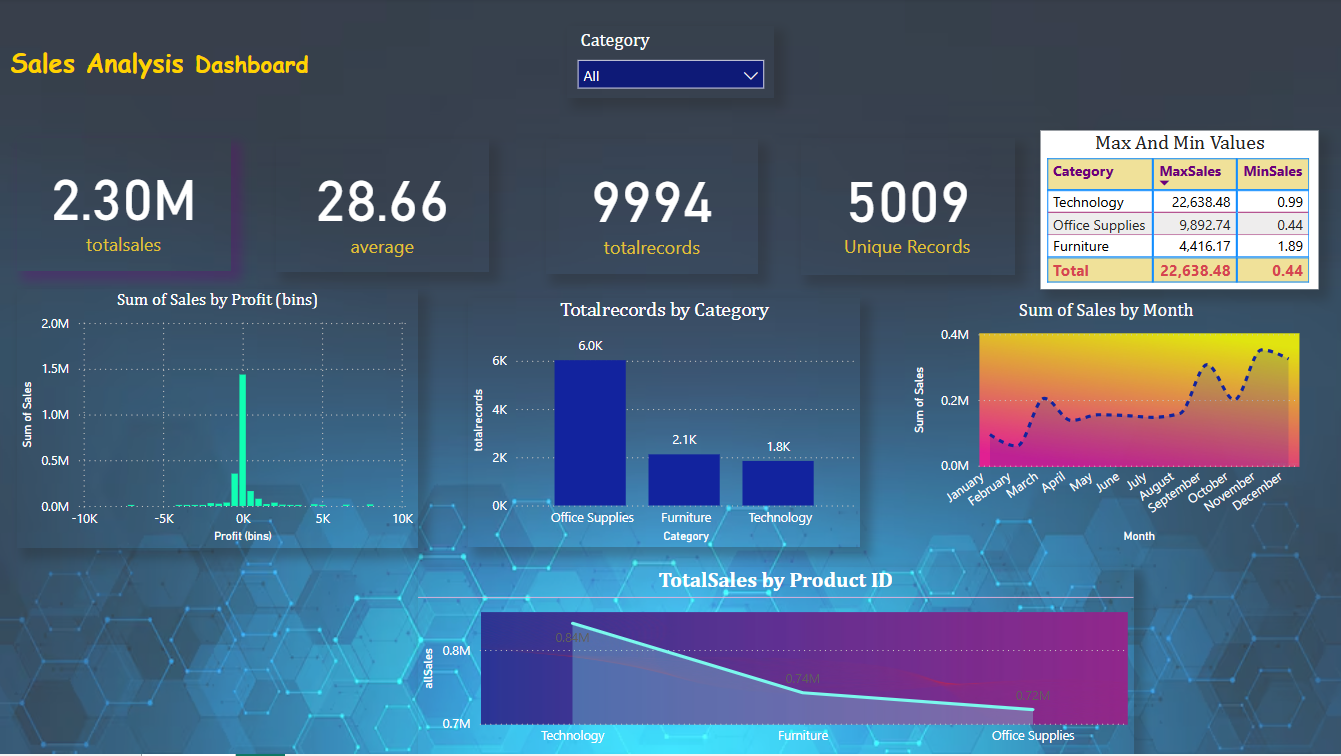 Sales Analysis Dashboard
Category
All
2.30M
totalsales
28.66
average
9994
totalrecords
5009
Unique Records
Max And Min Values
Category MaxSales MinSales
Technology 22,638.48 0.99
Office Supplies 9,892.74 0.44
Furniture 4,416.17 1.89
Total 22,638.48 0.44
Sum of Sales by Profit (bins)
Sum of Sales
2.0M
1.5M
1.0M
0.5M
0.0M
-10K -5K 0K 5K 10K
Profit (bins)
Totalrecords by Category
totalrecords
6K
4K
2K
0K
6.0K
2.1K
1.8K
Office Supplies Furniture Technology
Category
Sum of Sales by Month
Sum of Sales
0.4M
0.2M
0.0M
January February March April May June July August September October November December
Month
TotalSales by Product ID
allSales
0.8M
0.7M
0.84M
0.74M
0.72M
Technology Furniture Office Supplies